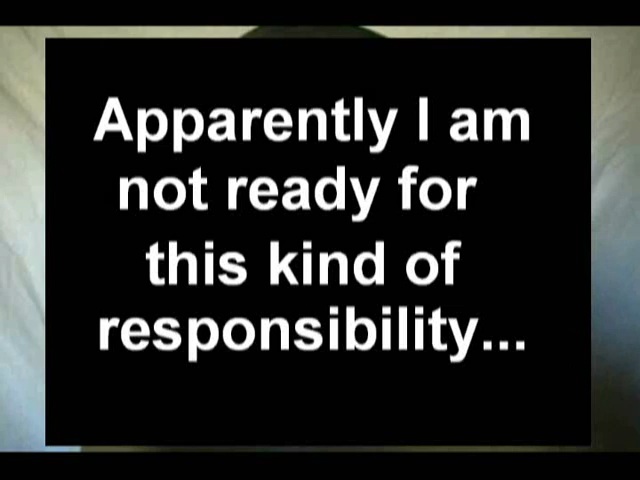 Apparently I am
not ready for
this kind of
responsibility...